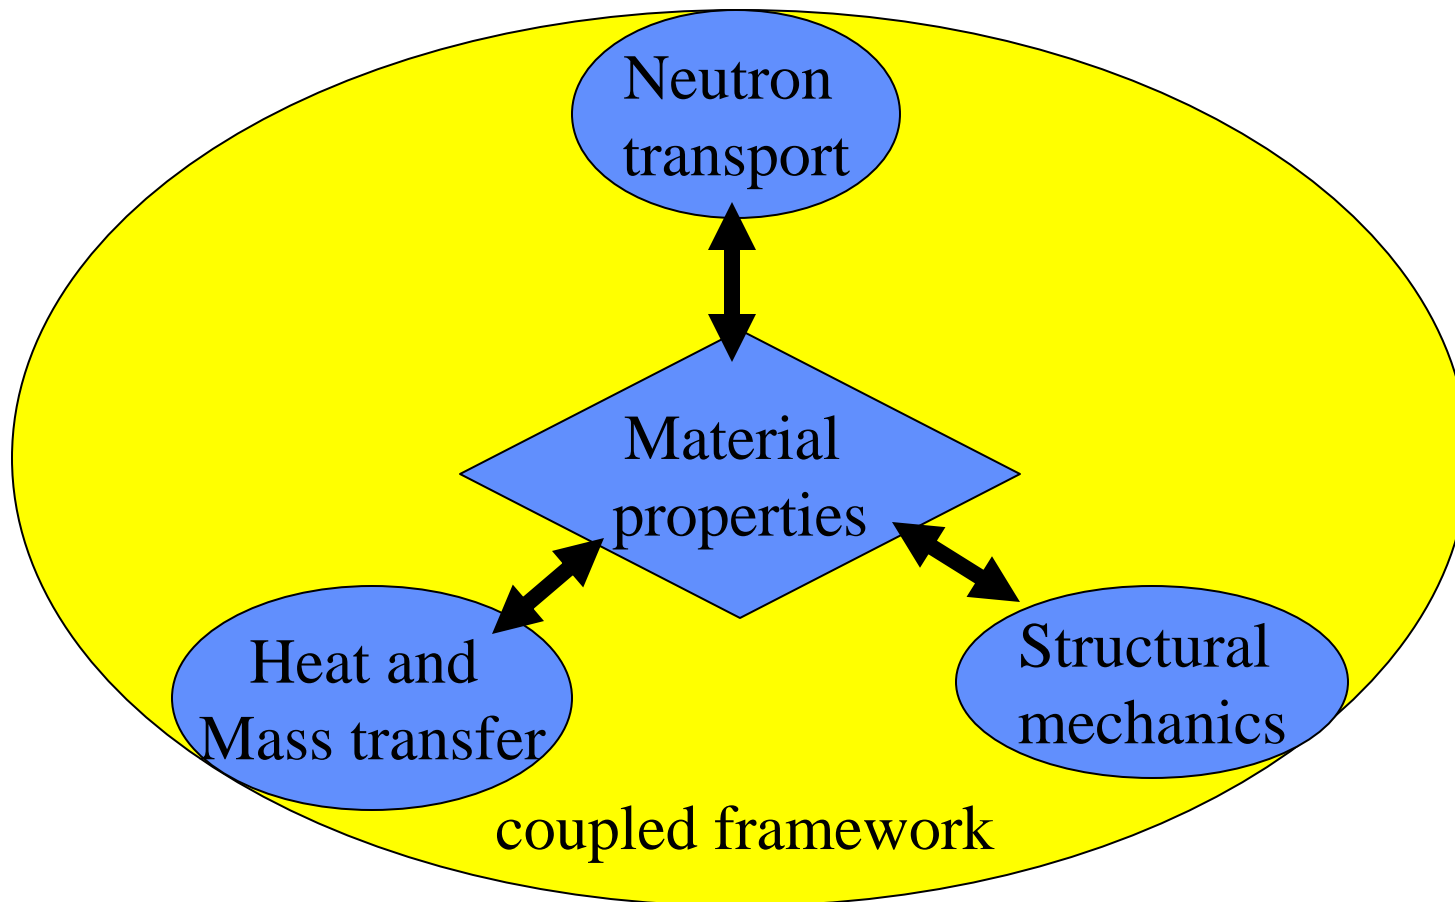 Neutron
transport
Material
properties
Heat and
Mass transfer
Structural
mechanics
coupled framework